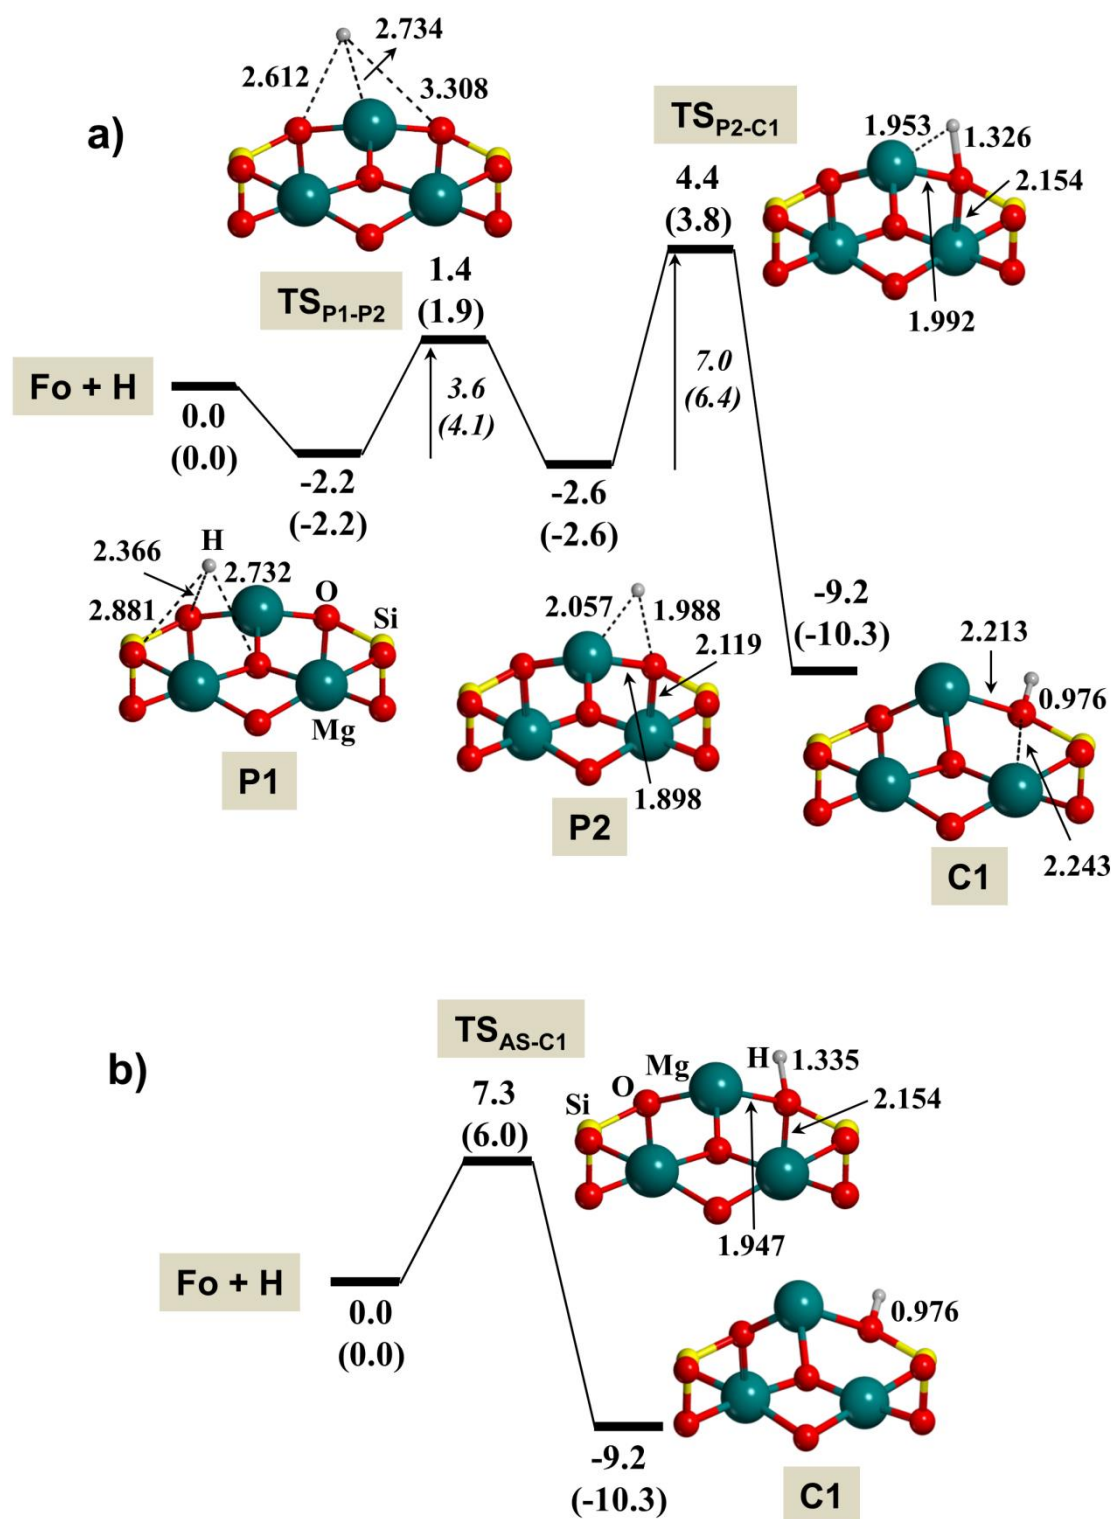 a)
2.734
2.612
3.308
TSP1-P2
1.4
(1.9)
TSP2-C1
4.4
(3.8)
1.953
1.326
2.154
1.992
Fo + H
0.0
(0.0)
3.6
(4.1)
7.0
(6.4)
-2.2
(-2.2)
-2.6
(-2.6)
-9.2
(-10.3)
H
2.366
2.732
2.881
O
Si
Mg
P1
2.057
1.988
2.119
1.898
P2
2.213
0.976
2.243
C1
b)
TSAS-C1
7.3
(6.0)
Si
O
Mg
H
1.335
2.154
1.947
Fo + H
0.0
(0.0)
0.976
-9.2
(-10.3)
C1